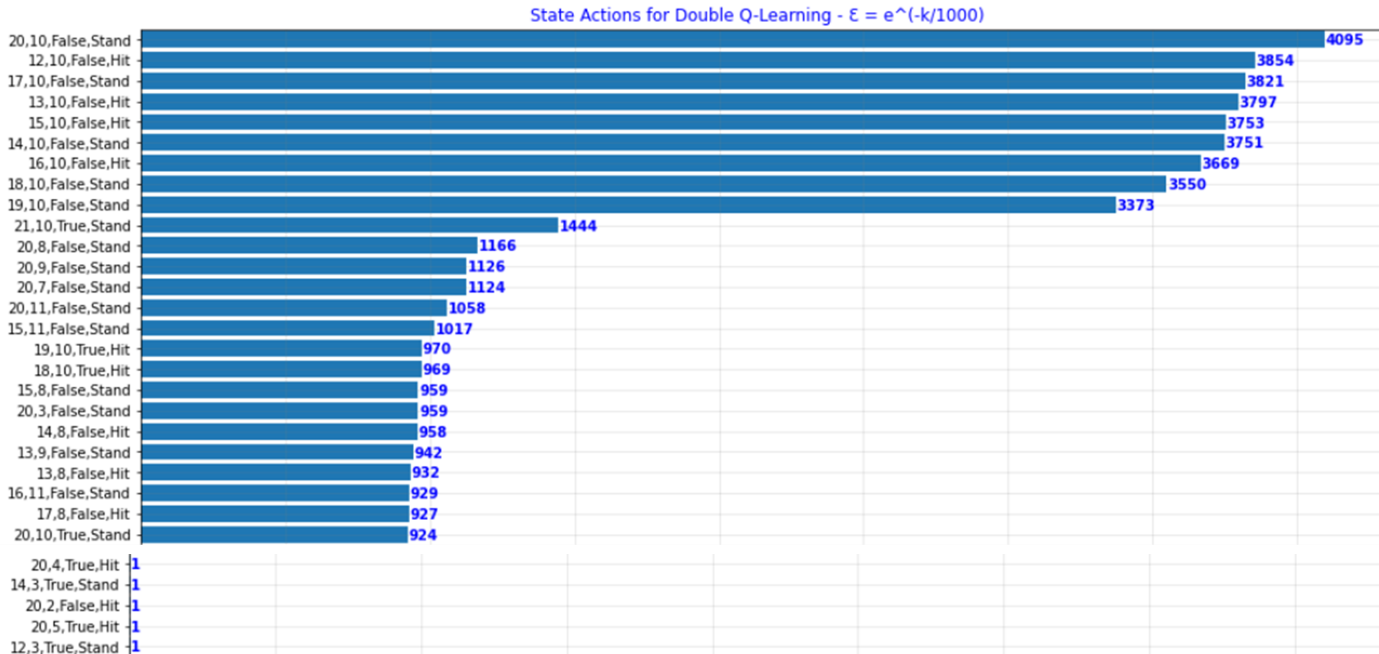 State Actions for Double Q-Learning - Ɛ = e^(-k/1000)
20,10,False,Stand 4095
12,10,False,Hit 3854
17,10,False,Stand 3821
13,10,False,Hit 3797
15,10,False,Hit 3753
14,10,False,Stand 3751
16,10,False,Hit 3669
18,10,False,Stand 3550
19,10,False,Stand 3373
21,10,True,Stand 1444
20,8,False,Stand 1166
20,9,False,Stand 1126
20,7,False,Stand 1124
20,11,False,Stand 1058
15,11,False,Stand 1017
19,10,True,Hit 970
18,10,True,Hit 969
15,8,False,Stand 959
20,3,False,Stand 959
14,8,False,Hit 958
13,9,False,Stand 942
13,8,False,Hit 932
16,11,False,Stand 929
17,8,False,Hit 927
20,10,True,Stand 924
20,4,True,Hit 1
14,3,True,Stand 1
20,2,False,Hit 1
20,5,True,Hit 1
12,3,True,Stand 1